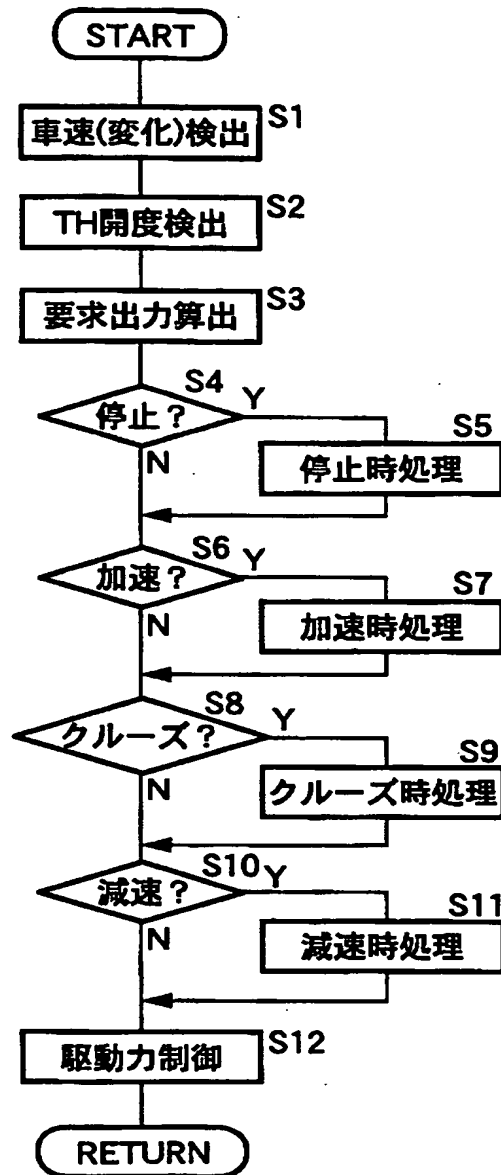 START
車速(変化)検出 S1
TH開度検出 S2
要求出力算出 S3
停止? S4 Y
N
停止時処理 S5
加速? S6 Y
N
加速時処理 S7
クルーズ? S8 Y
N
クルーズ時処理 S9
減速? S10 Y
N
減速時処理 S11
駆動力制御 S12
RETURN